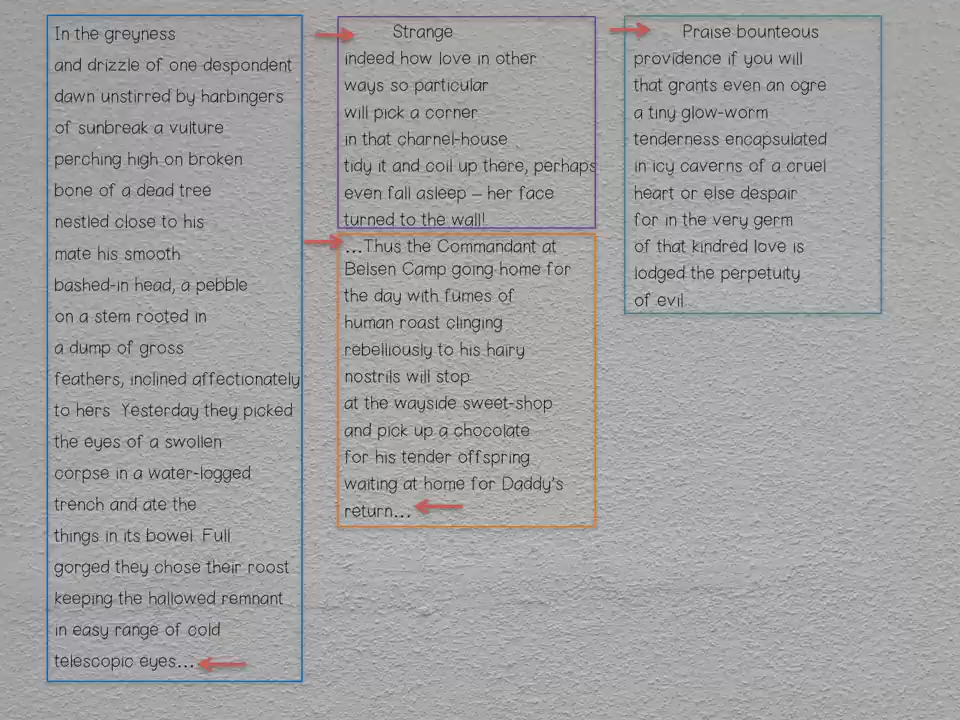 In the greyness
and drizzle of one despondent
dawn unstirred by harbingers
of sunbreak a vulture
perching high on broken
bone of a dead tree
nestled close to his
mate his smooth
bashed-in head, a pebble
on a stem rooted in
a dump of gross
feathers, inclined affectionately
to hers Yesterday they picked
the eyes of a swollen
corpse in a water-logged
trench and ate the
things in its bowel Full
gorged they chose their roost
keeping the hallowed remnant
in easy range of cold
telescopic eyes...
Strange
indeed how love in other
ways so particular
will pick a corner
in that charnel-house
tidy it and coil up there, perhaps
even fall asleep – her face
turned to the wall!
...Thus the Commandant at
Belsen Camp going home for
the day with fumes of
human roast clinging
rebelliously to his hairy
nostrils will stop
at the wayside sweet-shop
and pick up a chocolate
for his tender offspring
waiting at home for Daddy's
return...
Praise bounteous
providence if you will
that grants even an ogre
a tiny glow-worm
tenderness encapsulated
in icy caverns of a cruel
heart or else despair
for in the very germ
of that kindred love is
lodged the perpetuity
of evil